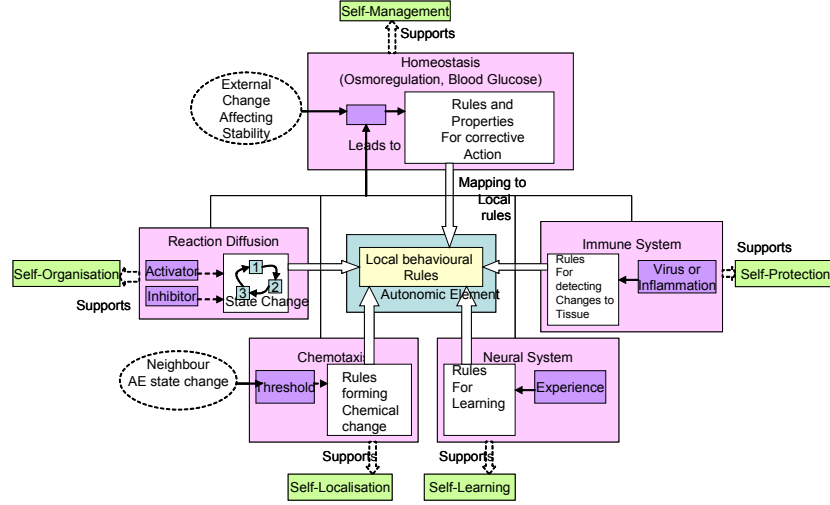 Self-Management
Supports
Homeostasis
(Osmoregulation, Blood Glucose)
External
Change
Affecting
Stability
Rules and
Properties
For corrective
Action
Leads to
Mapping to
Local
rules
Reaction Diffusion
Activator
Inhibitor
1
2
3
State Change
Self-Organisation
Supports
Local behavioural
Rules
Autonomic Element
Immune System
Rules
For
detecting
Changes to
Tissue
Virus or
Inflammation
Supports
Self-Protection
Neighbour
AE state change
Chemotaxis
Threshold
Rules
forming
Chemical
change
Supports
Self-Localisation
Neural System
Rules
For
Learning
Experience
Supports
Self-Learning